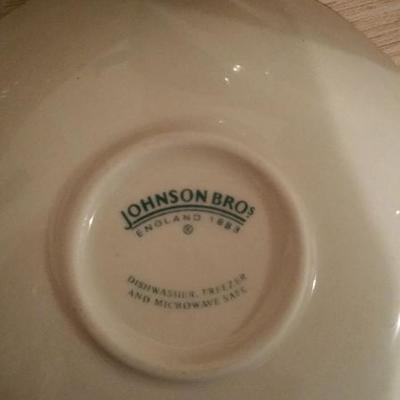 JOHNSON BROS
ENGLAND 1883
®
DISHWASHER, FREEZER
AND MICROWAVE SAFE